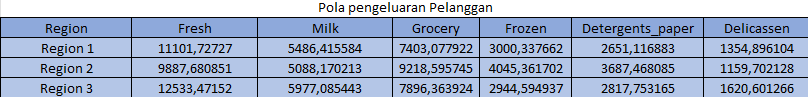 Pola pengeluaran Pelanggan
Region Fresh Milk Grocery Frozen Detergents_paper Delicassen
Region 1 11101,72727 5486,415584 7403,077922 3000,337662 2651,116883 1354,896104
Region 2 9887,680851 5088,170213 9218,595745 4045,361702 3687,468085 1159,702128
Region 3 12533,47152 5977,085443 7896,363924 2944,594937 2817,753165 1620,601266